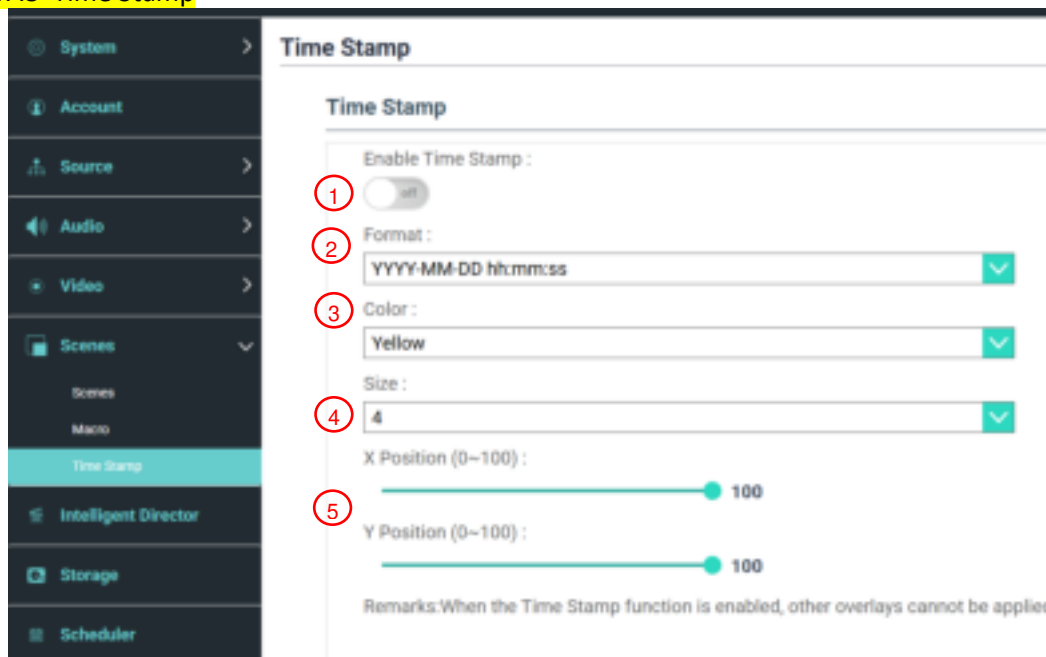 Time Stamp
System
Account
Source
Audio
Video
Scenes
Scenes
Macro
Time Stamp
Intelligent Director
Storage
Scheduler
Time Stamp
Time Stamp
Enable Time Stamp :
1
off
Format :
2
YYYY-MM-DD hh:mm:ss
Color :
3
Yellow
Size :
4
4
X Position (0~100) :
100
5
Y Position (0~100) :
100
Remarks:When the Time Stamp function is enabled, other overlays cannot be applied